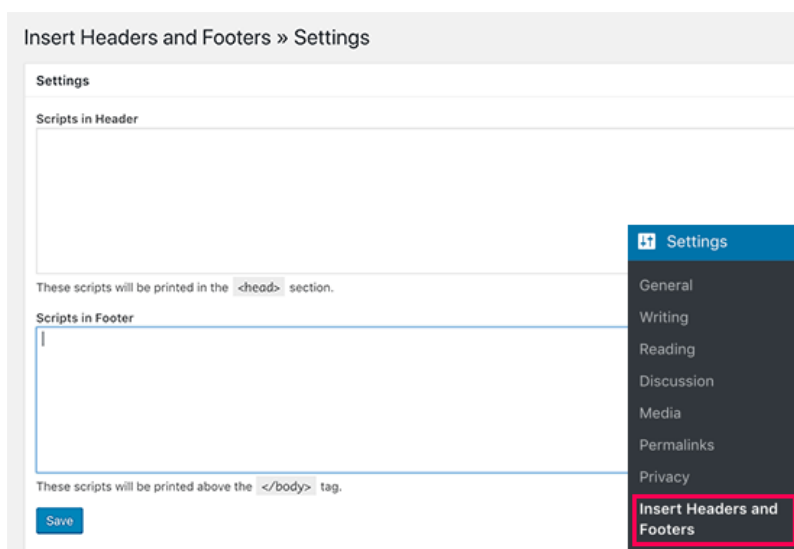 Insert Headers and Footers » Settings
Settings
Scripts in Header
These scripts will be printed in the <head> section.
Scripts in Footer
These scripts will be printed above the </body> tag.
Save
Settings
General
Writing
Reading
Discussion
Media
Permalinks
Privacy
Insert Headers and
Footers